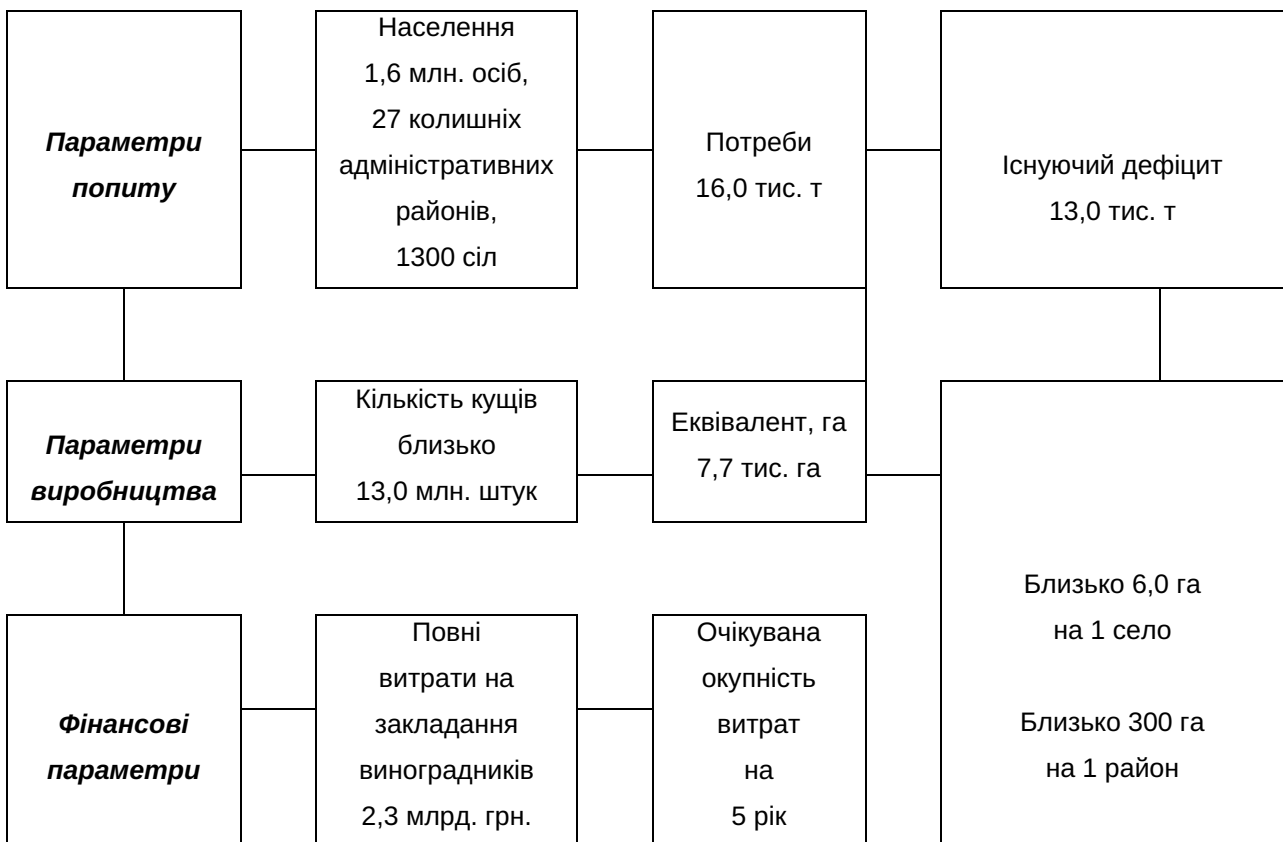 Параметри
попиту
Населення
1,6 млн. осіб,
27 колишніх
адміністративних
районів,
1300 сіл
Потреби
16,0 тис. т
Існуючий дефіцит
13,0 тис. т
Параметри
виробництва
Кількість кущів
близько
13,0 млн. штук
Еквівалент, га
7,7 тис. га
Близько 6,0 га
на 1 село
Близько 300 га
на 1 район
Фінансові
параметри
Повні
витрати на
закладання
виноградників
2,3 млрд. грн.
Очікувана
окупність
витрат
на
5 рік